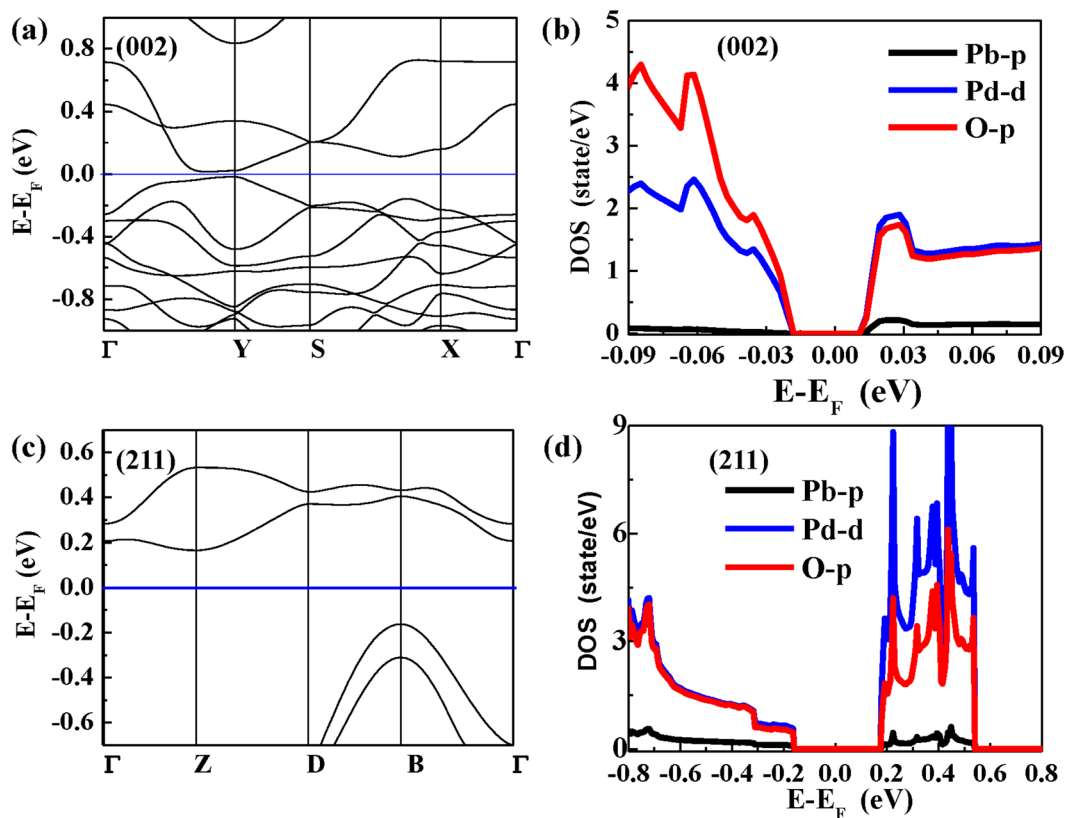 (a)
(002)
0.8
0.4
0.0
-0.4
-0.8
E-E_F (eV)
Γ Y S X Γ
(b)
(002)
Pb-p
Pd-d
O-p
5
4
3
2
1
0
DOS (state/eV)
-0.09 -0.06 -0.03 0.00 0.03 0.06 0.09
E-E_F (eV)
(c)
(211)
0.6
0.4
0.2
0.0
-0.2
-0.4
-0.6
E-E_F (eV)
Γ Z D B Γ
(d)
(211)
Pb-p
Pd-d
O-p
9
6
3
0
DOS (state/eV)
-0.8 -0.6 -0.4 -0.2 0.0 0.2 0.4 0.6 0.8
E-E_F (eV)